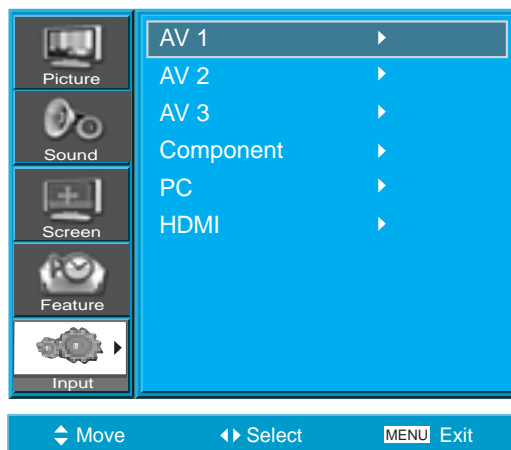 Picture
Sound
Screen
Feature
Input
AV 1
AV 2
AV 3
Component
PC
HDMI
Move Select MENU Exit